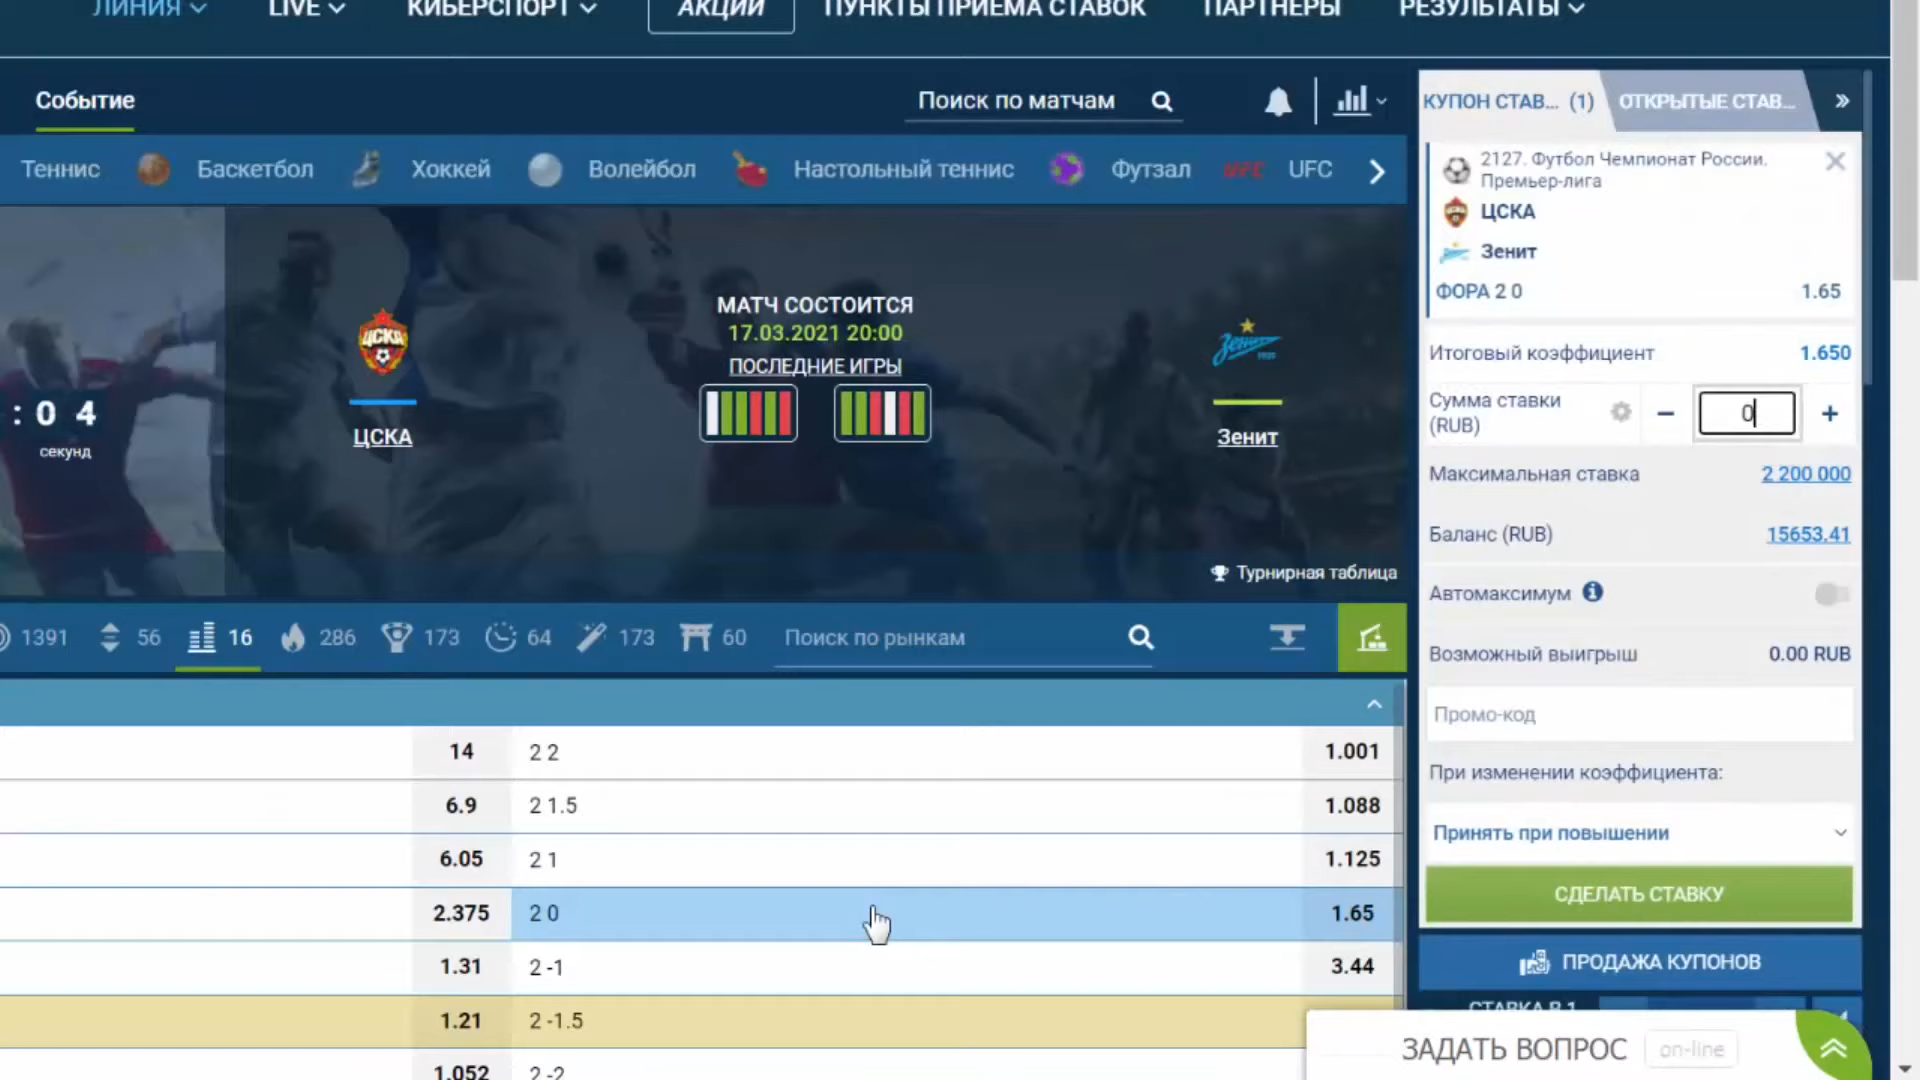 ЛИНИЯ
LIVE
КИБЕРСПОРТ
АКЦИИ
ПУНКТЫ ПРИЕМА СТАВОК
ПАРТНЕРЫ
РЕЗУЛЬТАТЫ
Событие
Поиск по матчам
Теннис
Баскетбол
Хоккей
Волейбол
Настольный теннис
Футзал
UFC UFC
МАТЧ СОСТОИТСЯ
17.03.2021 20:00
ПОСЛЕДНИЕ ИГРЫ
ЦСКА
ЦСКА
Зенит
Зенит
: 0 4
секунд
Турнирная таблица
1391
56
16
286
173
64
173
60
Поиск по рынкам
14 2 2 1.001
6.9 2 1.5 1.088
6.05 2 1 1.125
2.375 2 0 1.65
1.31 2 -1 3.44
1.21 2 -1.5
1.052 2 -2
КУПОН СТАВ... (1)
ОТКРЫТЫЕ СТАВ...
2127. Футбол Чемпионат России.
Премьер-лига
ЦСКА
Зенит
ФОРА 2 0 1.65
Итоговый коэффициент 1.650
Сумма ставки
(RUB)
− 0 +
Максимальная ставка 2 200 000
Баланс (RUB) 15653.41
Автомаксимум
Возможный выигрыш 0.00 RUB
Промо-код
При изменении коэффициента:
Принять при повышении
СДЕЛАТЬ СТАВКУ
ПРОДАЖА КУПОНОВ
СТАВКА В 1
ЗАДАТЬ ВОПРОС
on-line